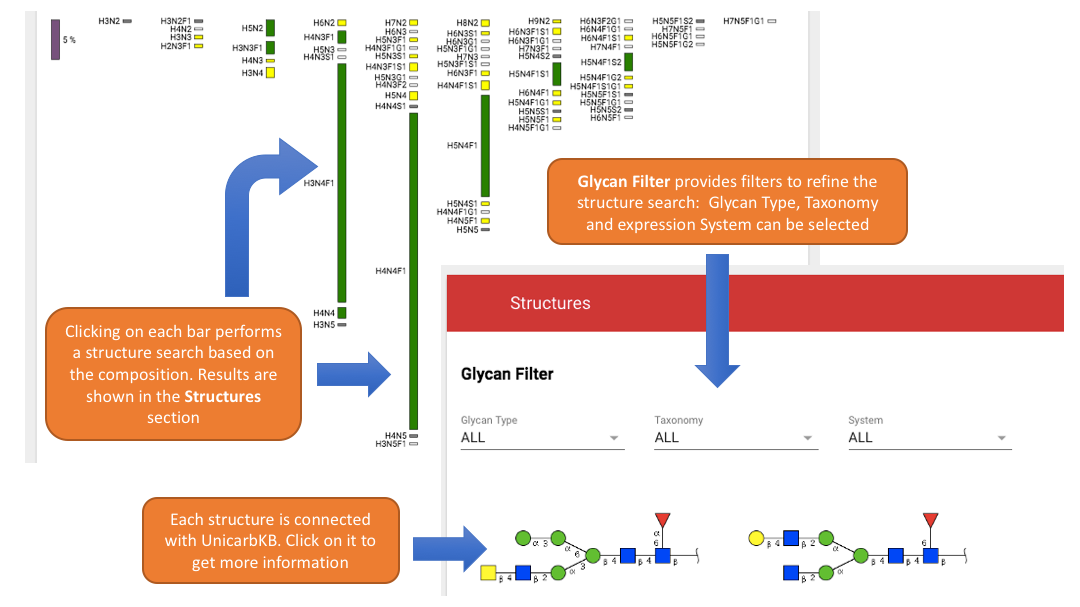 5 %
H3N2
H3N2F1
H4N2
H3N3
H2N3F1
H5N2
H3N3F1
H4N3
H3N4
H6N2
H4N3F1
H5N3
H4N3S1
H3N4F1
H4N4
H3N5
H7N2
H6N3
H5N3F1
H4N3F1G1
H5N3S1
H4N3F1S1
H5N3G1
H4N3F2
H5N4
H4N4S1
H4N4F1
H4N5
H3N5F1
H8N2
H6N3S1
H6N3G1
H5N3F1G1
H7N3
H5N3F1S1
H6N3F1
H4N4F1S1
H5N4F1
H5N4S1
H4N4F1G1
H4N5F1
H5N5
H9N2
H6N3F1S1
H6N3F1G1
H7N3F1
H5N4S2
H5N4F1S1
H6N4F1
H5N4F1G1
H5N5S1
H5N5F1
H4N5F1G1
H6N3F2G1
H6N4F1G1
H6N4F1S1
H7N4F1
H5N4F1S2
H5N4F1G2
H5N4F1S1G1
H5N5F1S1
H5N5F1G1
H5N5S2
H6N5F1
H5N5F1S2
H7N5F1
H6N5F1G1
H5N5F1G2
H7N5F1G1
Glycan Filter provides filters to refine the
structure search: Glycan Type, Taxonomy
and expression System can be selected
Clicking on each bar performs
a structure search based on
the composition. Results are
shown in the Structures
section
Structures
Glycan Filter
Glycan Type
ALL
Taxonomy
ALL
System
ALL
Each structure is connected
with UnicarbKB. Click on it to
get more information
α 3 α 6 α 6 β 4 β 4 β
β 4 β 2 α 3
β 4 β 2 α 6 β 4 β 4 β
β 2 α